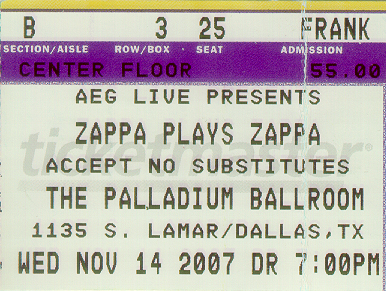 B 3 25 FRANK
SECTION/AISLE ROW/BOX SEAT ADMISSION
CENTER FLOOR 55.00
AEG LIVE PRESENTS
ZAPPA PLAYS ZAPPA
ticketmaster
ACCEPT NO SUBSTITUTES
THE PALLADIUM BALLROOM
1135 S. LAMAR/DALLAS,TX
WED NOV 14 2007 DR 7:00PM